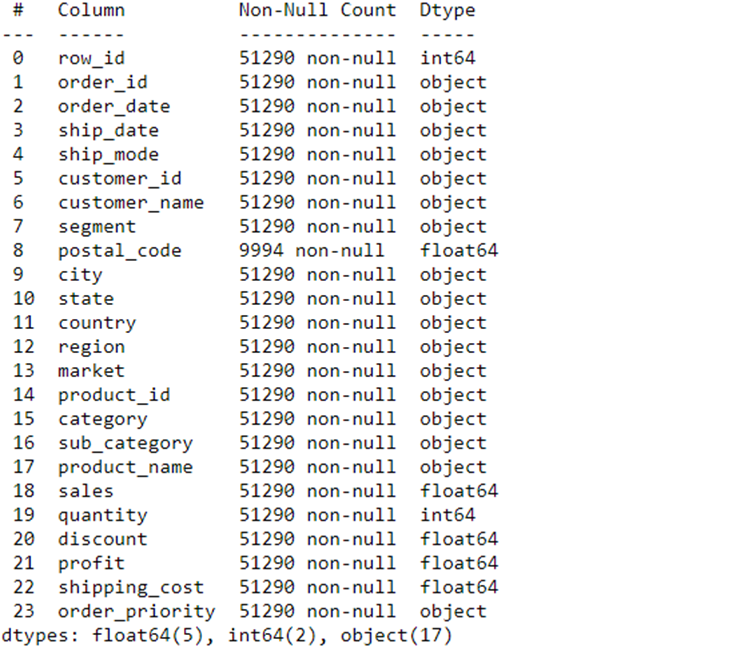 #   Column          Non-Null Count  Dtype
---  ------          --------------  -----
 0   row_id          51290 non-null  int64
 1   order_id        51290 non-null  object
 2   order_date      51290 non-null  object
 3   ship_date       51290 non-null  object
 4   ship_mode       51290 non-null  object
 5   customer_id     51290 non-null  object
 6   customer_name   51290 non-null  object
 7   segment         51290 non-null  object
 8   postal_code     9994 non-null   float64
 9   city            51290 non-null  object
 10  state           51290 non-null  object
 11  country         51290 non-null  object
 12  region          51290 non-null  object
 13  market          51290 non-null  object
 14  product_id      51290 non-null  object
 15  category        51290 non-null  object
 16  sub_category    51290 non-null  object
 17  product_name    51290 non-null  object
 18  sales           51290 non-null  float64
 19  quantity        51290 non-null  int64
 20  discount        51290 non-null  float64
 21  profit          51290 non-null  float64
 22  shipping_cost   51290 non-null  float64
 23  order_priority  51290 non-null  object
dtypes: float64(5), int64(2), object(17)